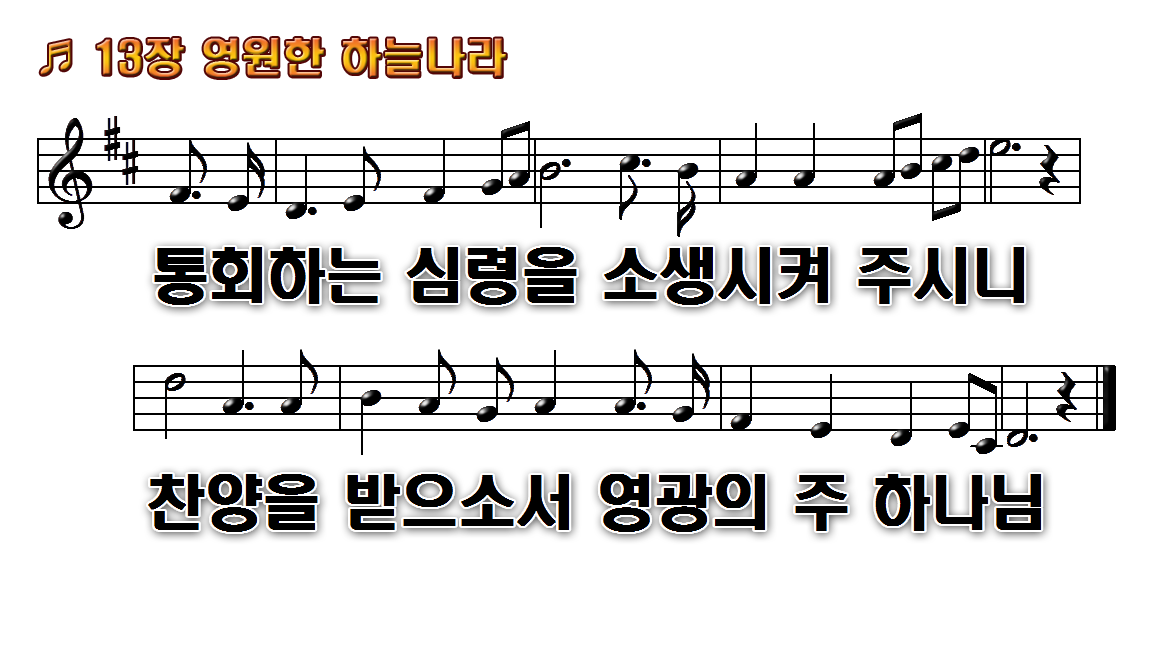 ♬ 13장 영원한 하늘나라
통회하는 심령을 소생시켜 주시니
찬양을 받으소서 영광의 주 하나님